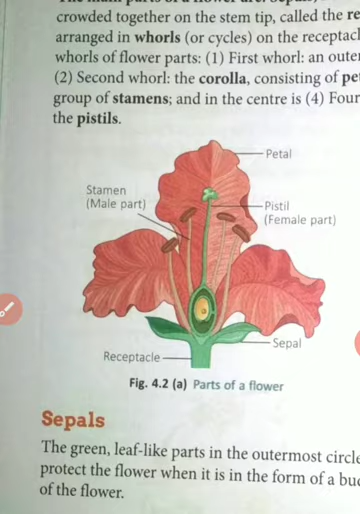 crowded together on the stem tip, called the re
arranged in whorls (or cycles) on the receptacl
whorls of flower parts: (1) First whorl: an oute
(2) Second whorl: the corolla, consisting of pe
group of stamens; and in the centre is (4) Four
the pistils.
Petal
Stamen
(Male part)
Pistil
(Female part)
Sepal
Receptacle
Fig. 4.2 (a) Parts of a flower
Sepals
The green, leaf-like parts in the outermost circle
protect the flower when it is in the form of a bud
of the flower.